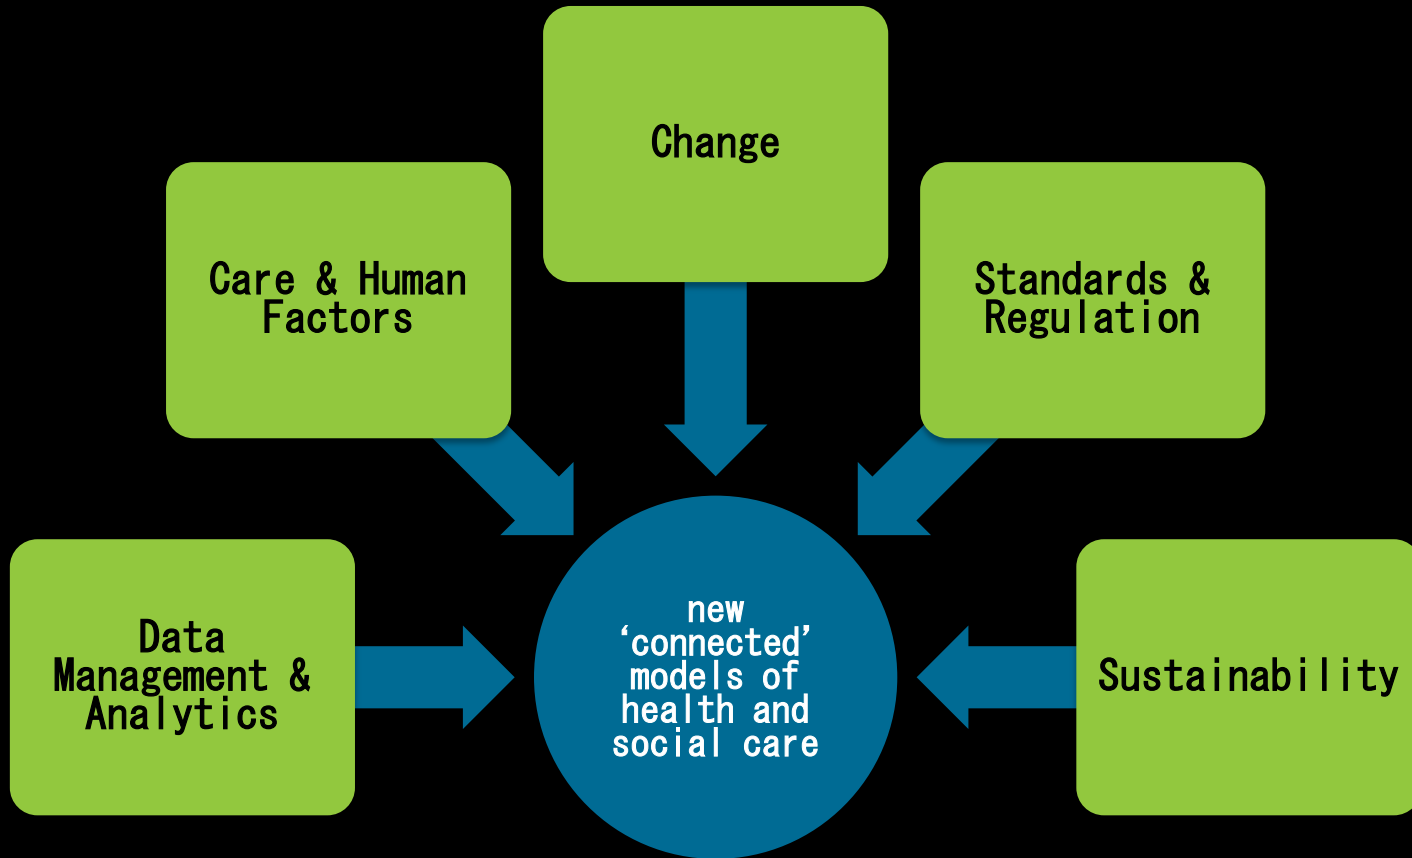 Change
Care & Human
Factors
Standards &
Regulation
Data
Management &
Analytics
new
‘connected’
models of
health and
social care
Sustainability